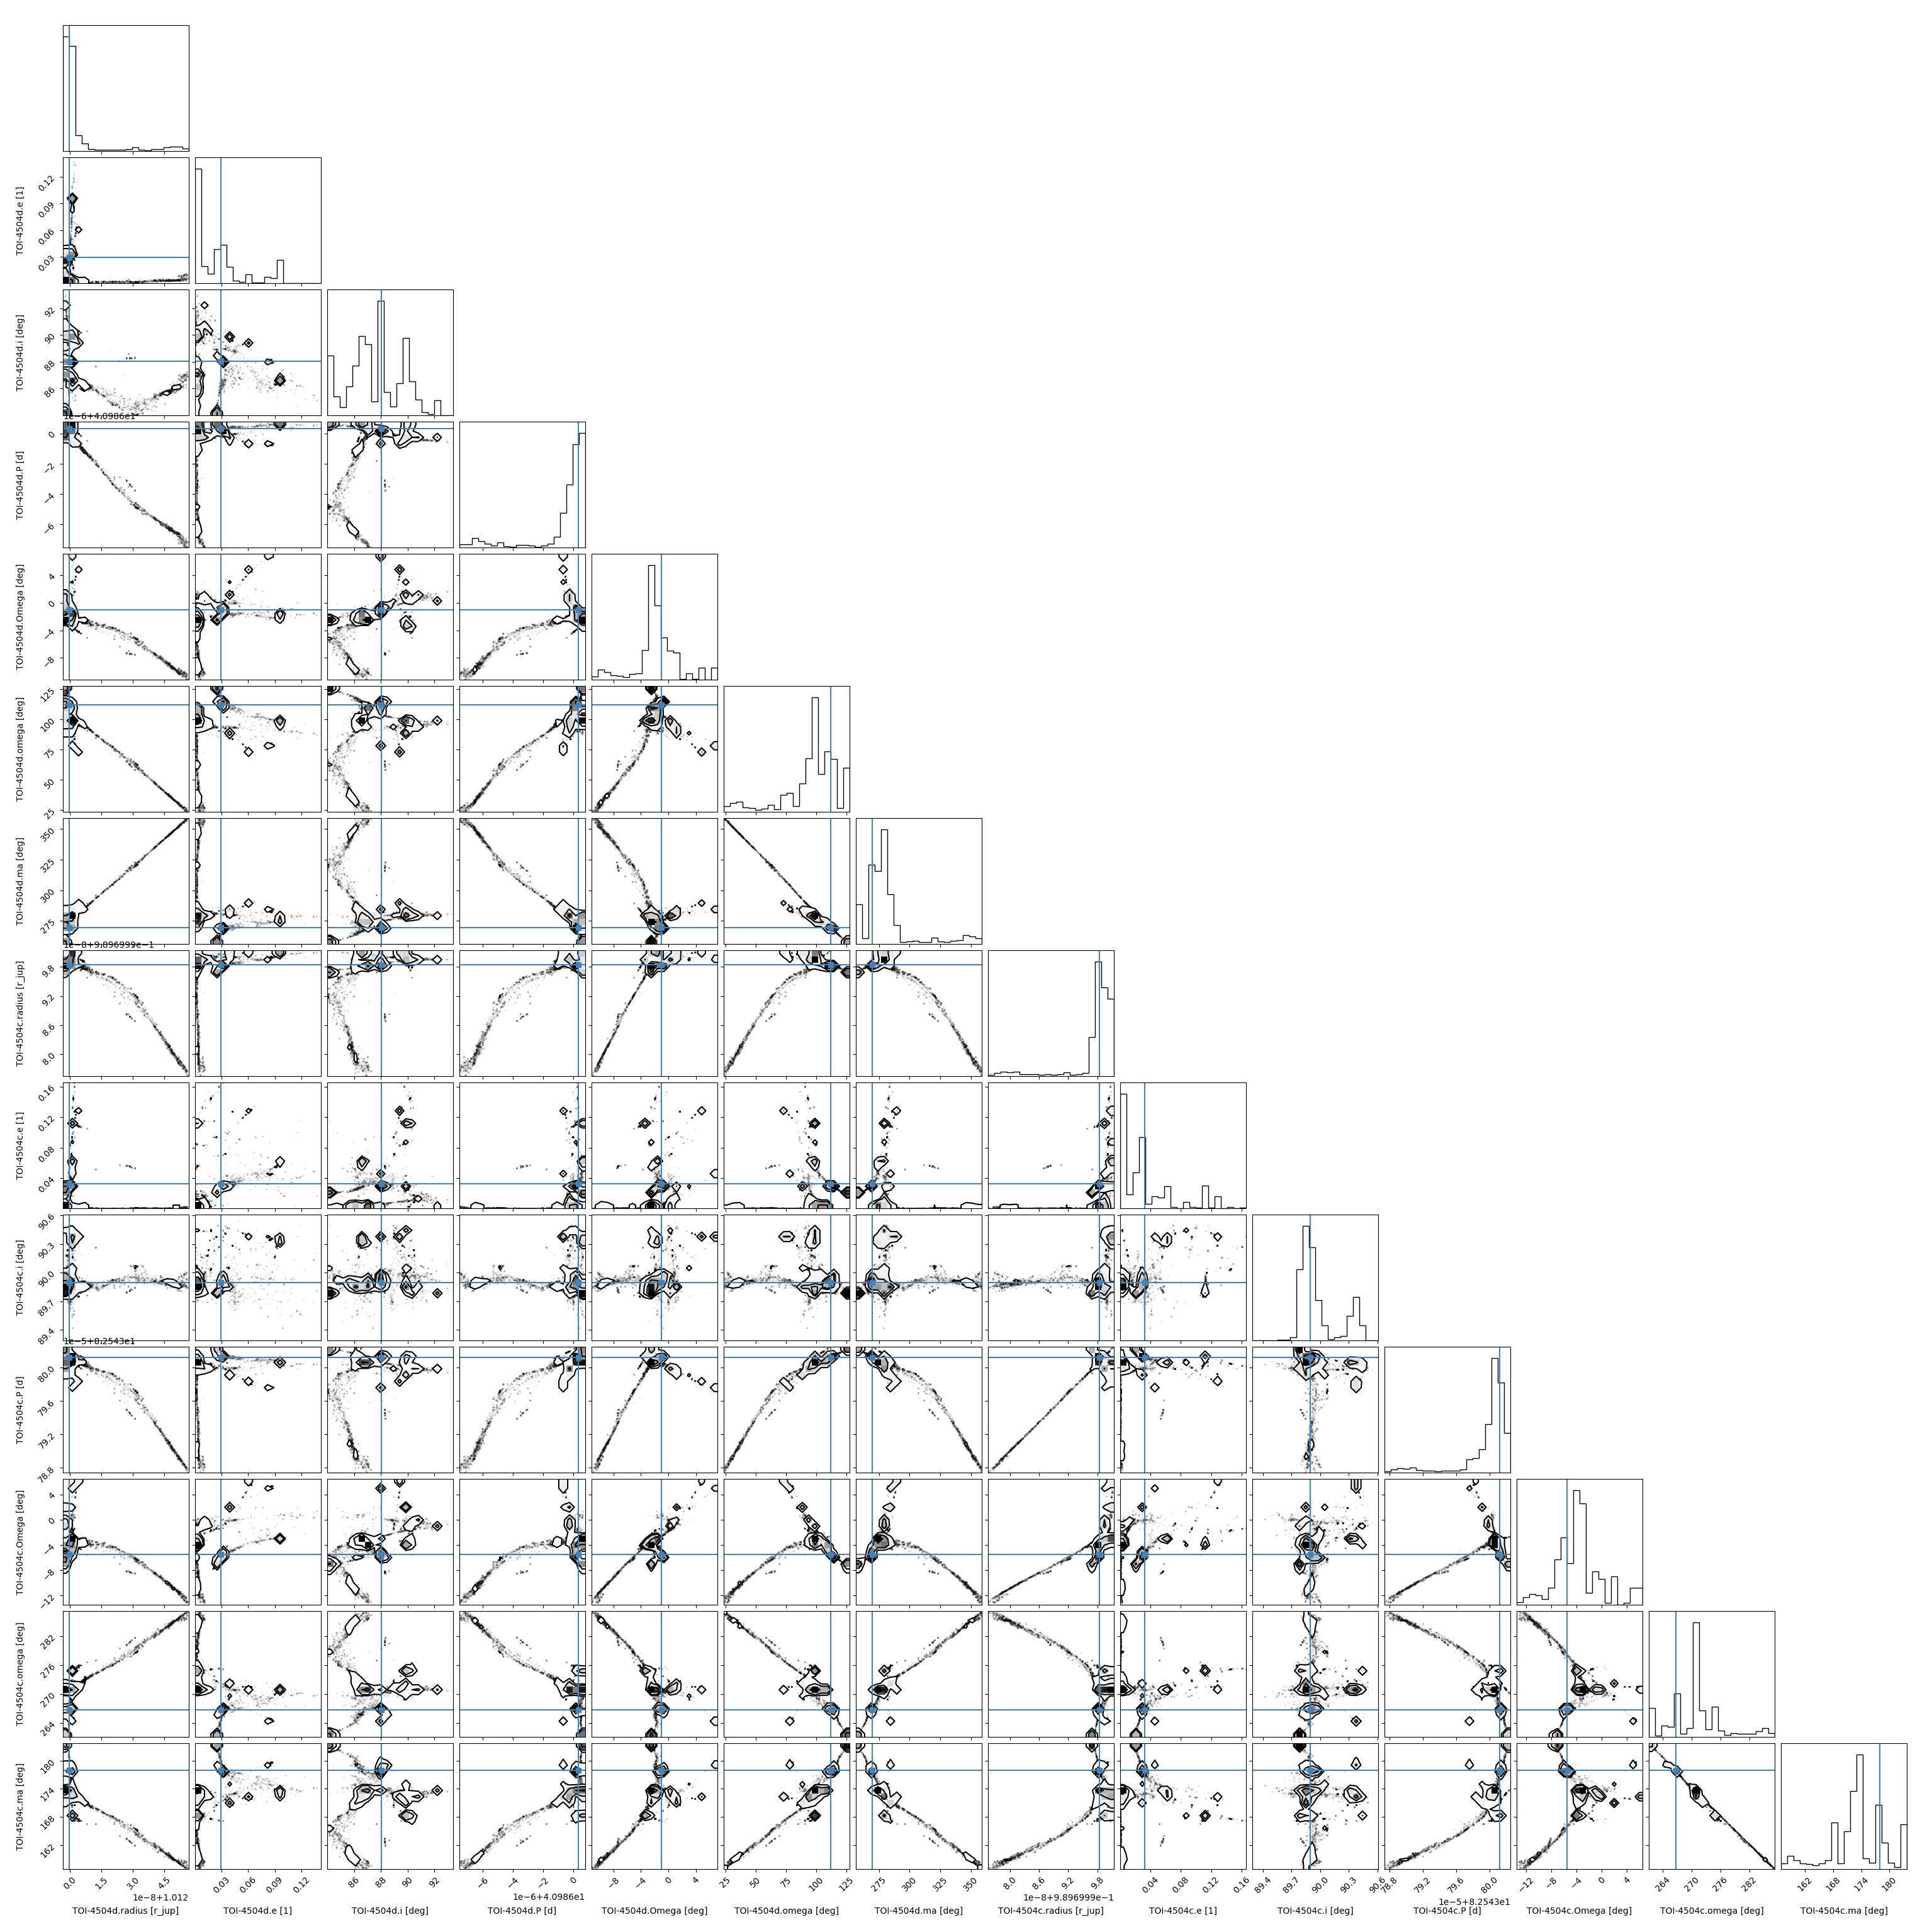 TOI-4504d.e [1]
0.12
0.09
0.06
0.03
TOI-4504d.i [deg]
92
90
88
86
1e-6+4.0986e1
TOI-4504d.P [d]
0
−2
−4
−6
TOI-4504d.Omega [deg]
4
0
−4
−8
TOI-4504d.omega [deg]
125
100
75
50
25
TOI-4504d.ma [deg]
350
325
300
275
1e-8+9.896999e-1
TOI-4504c.radius [r_jup]
9.8
9.2
8.6
8.0
TOI-4504c.e [1]
0.16
0.12
0.08
0.04
TOI-4504c.i [deg]
90.6
90.3
90.0
89.7
89.4
1e-5+8.2543e1
TOI-4504c.P [d]
80.0
79.6
79.2
78.8
TOI-4504c.Omega [deg]
4
0
−4
−8
−12
TOI-4504c.omega [deg]
282
276
270
264
TOI-4504c.ma [deg]
180
174
168
162
0.0 1.5 3.0 4.5 0.03 0.06 0.09 0.12 86 88 90 92 −6 −4 −2 0 −8 −4 0 4 25 50 75 100 125 275 300 325 350 8.0 8.6 9.2 9.8 0.04 0.08 0.12 0.16 89.4 89.7 90.0 90.3 90.6 78.8 79.2 79.6 80.0 −12 −8 −4 0 4 264 270 276 282 162 168 174 180
1e-8+1.012 1e-6+4.0986e1 1e-8+9.896999e-1 1e-5+8.2543e1
TOI-4504d.radius [r_jup] TOI-4504d.e [1] TOI-4504d.i [deg] TOI-4504d.P [d] TOI-4504d.Omega [deg] TOI-4504d.omega [deg] TOI-4504d.ma [deg] TOI-4504c.radius [r_jup] TOI-4504c.e [1] TOI-4504c.i [deg] TOI-4504c.P [d] TOI-4504c.Omega [deg] TOI-4504c.omega [deg] TOI-4504c.ma [deg]